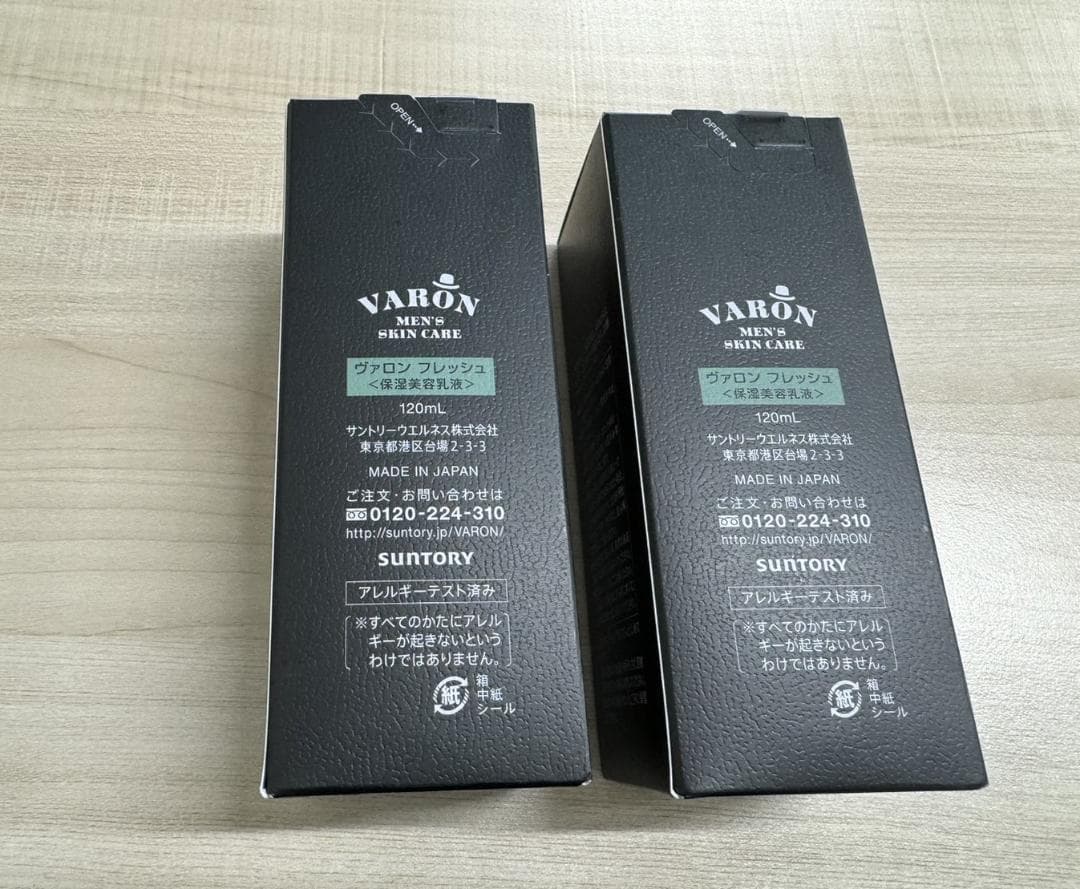 OPEN
VARON
MEN'S
SKIN CARE
ヴァロン フレッシュ
＜保湿美容乳液＞
120mL
サントリーウエルネス株式会社
東京都港区台場2-3-3
MADE IN JAPAN
ご注文・お問い合わせは
0120-224-310
http://suntory.jp/VARON/
SUNTORY
アレルギーテスト済み
※すべてのかたにアレル
ギーが起きないという
わけではありません。
紙
箱
中紙
シール
OPEN
VARON
MEN'S
SKIN CARE
ヴァロン フレッシュ
＜保湿美容乳液＞
120mL
サントリーウエルネス株式会社
東京都港区台場2-3-3
MADE IN JAPAN
ご注文・お問い合わせは
0120-224-310
http://suntory.jp/VARON/
SUNTORY
アレルギーテスト済み
※すべてのかたにアレル
ギーが起きないという
わけではありません。
紙
箱
中紙
シール